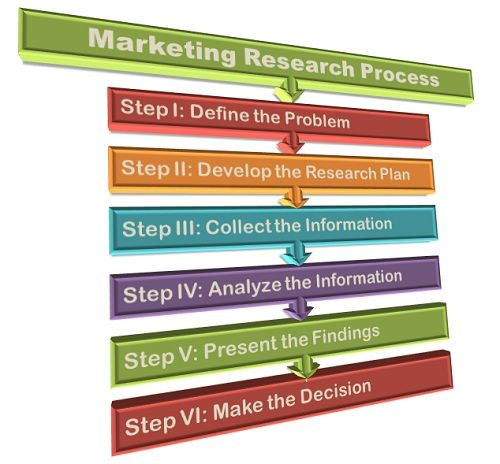 Marketing Research Process
Step I: Define the Problem
Step II: Develop the Research Plan
Step III: Collect the Information
Step IV: Analyze the Information
Step V: Present the Findings
Step VI: Make the Decision